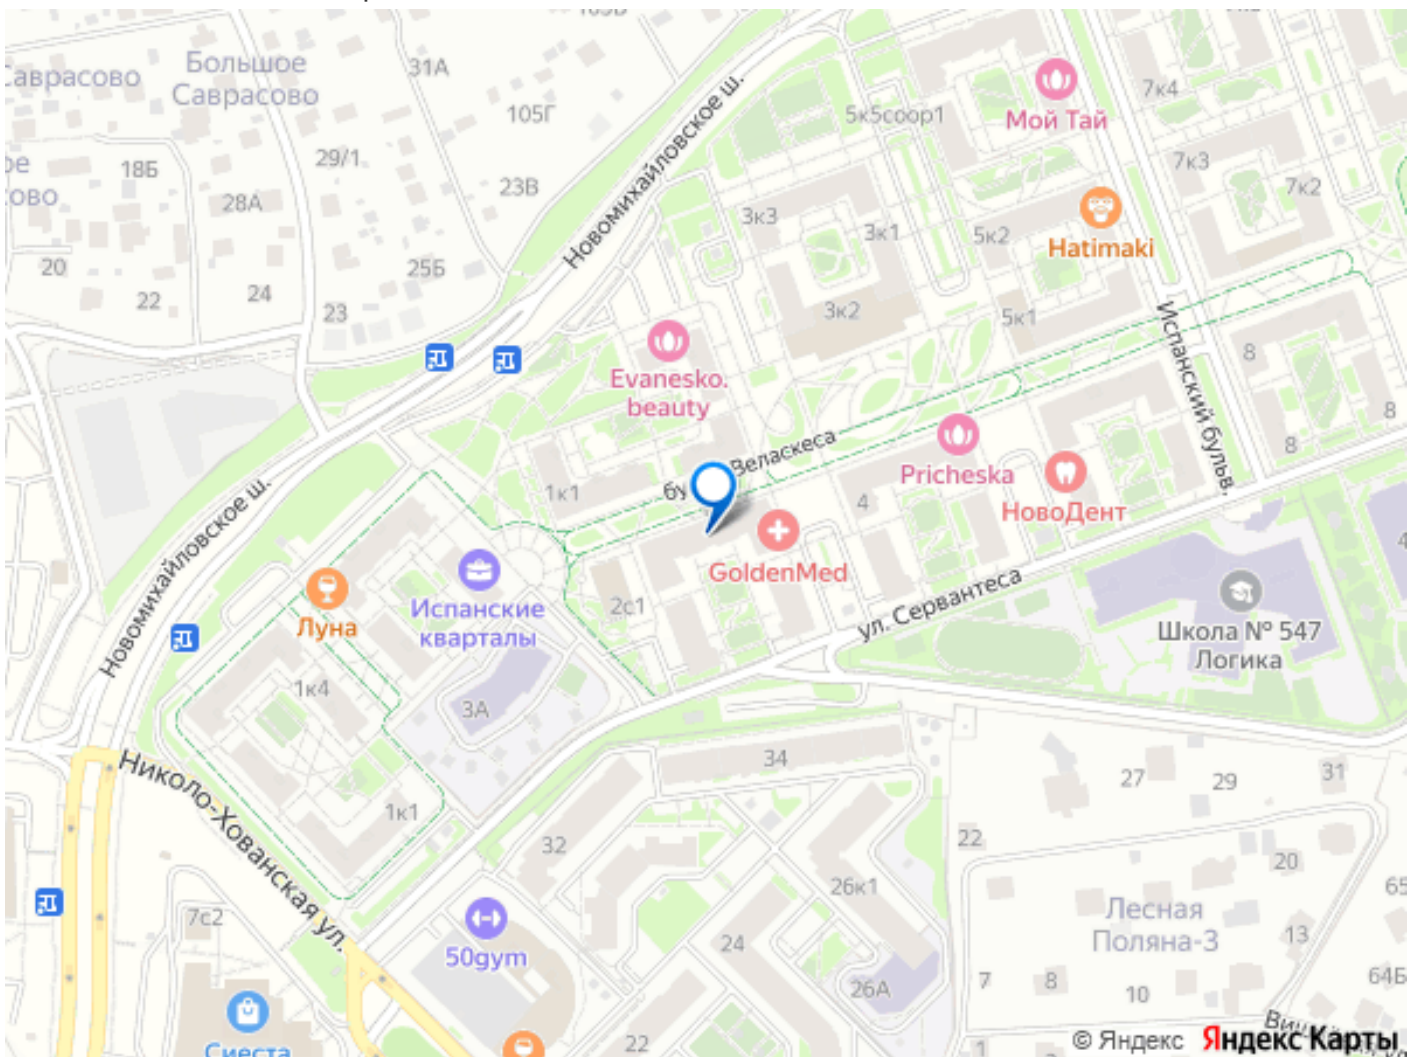 Большое
Саврасово
31А
105Г
29/1
18Б
23В
28А
20
22
24
25Б
23
Новомихайловское ш.
5к5соор1
Мой Тай
7к4
7к3
7к2
3к3
3к1
5к2
Hatimaki
3к2
5к1
Испанский бульв.
8
8
8
Evanesko.
beauty
Веласкеса
Pricheska
1к1
4
НовоДент
GoldenMed
Новомихайловское ш.
Луна
Испанские
кварталы
2с1
ул. Сервантеса
Школа № 547
Логика
1к4
3А
34
27
29
31
Николо-Хованская ул.
1к1
32
22
20
26к1
Лесная
Поляна-3
13
7с2
50gym
24
26А
7
8
10
64Б
Сиеста
22
1
3
© Яндекс Яндекс Карты